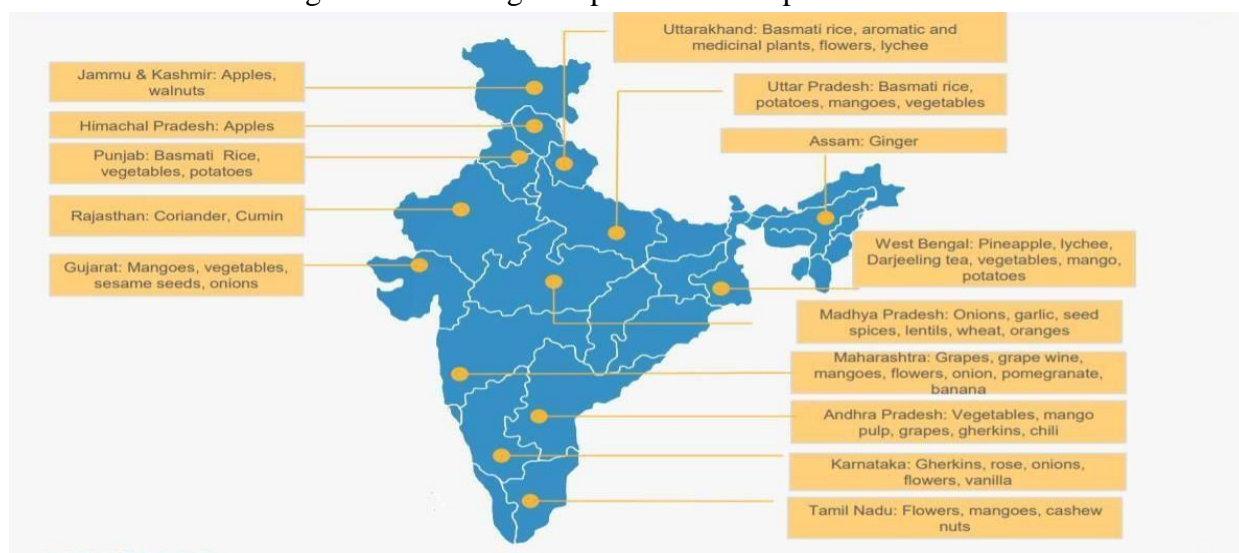 Uttarakhand: Basmati rice, aromatic and
medicinal plants, flowers, lychee
Jammu & Kashmir: Apples,
walnuts
Uttar Pradesh: Basmati rice,
potatoes, mangoes, vegetables
Himachal Pradesh: Apples
Assam: Ginger
Punjab: Basmati Rice,
vegetables, potatoes
Rajasthan: Coriander, Cumin
West Bengal: Pineapple, lychee,
Darjeeling tea, vegetables, mango,
potatoes
Gujarat: Mangoes, vegetables,
sesame seeds, onions
Madhya Pradesh: Onions, garlic, seed
spices, lentils, wheat, oranges
Maharashtra: Grapes, grape wine,
mangoes, flowers, onion, pomegranate,
banana
Andhra Pradesh: Vegetables, mango
pulp, grapes, gherkins, chili
Karnataka: Gherkins, rose, onions,
flowers, vanilla
Tamil Nadu: Flowers, mangoes, cashew
nuts